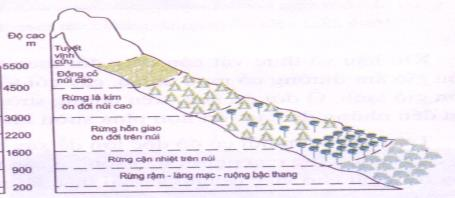 Độ cao
m
Tuyết
vĩnh
cửu
5500
Đồng cỏ
núi cao
4500
Rừng lá kim
ôn đới núi cao
3000
Rừng hỗn giao
ôn đới trên núi
2200
1600
Rừng cận nhiệt trên núi
900
Rừng rậm - làng mạc - ruộng bậc thang
200